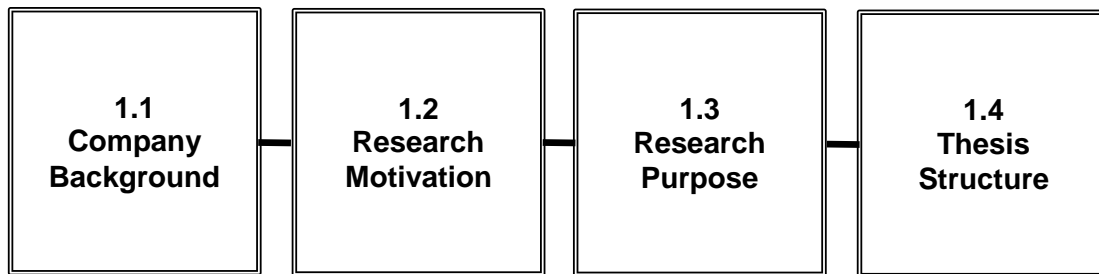 1.1
Company
Background
1.2
Research
Motivation
1.3
Research
Purpose
1.4
Thesis
Structure